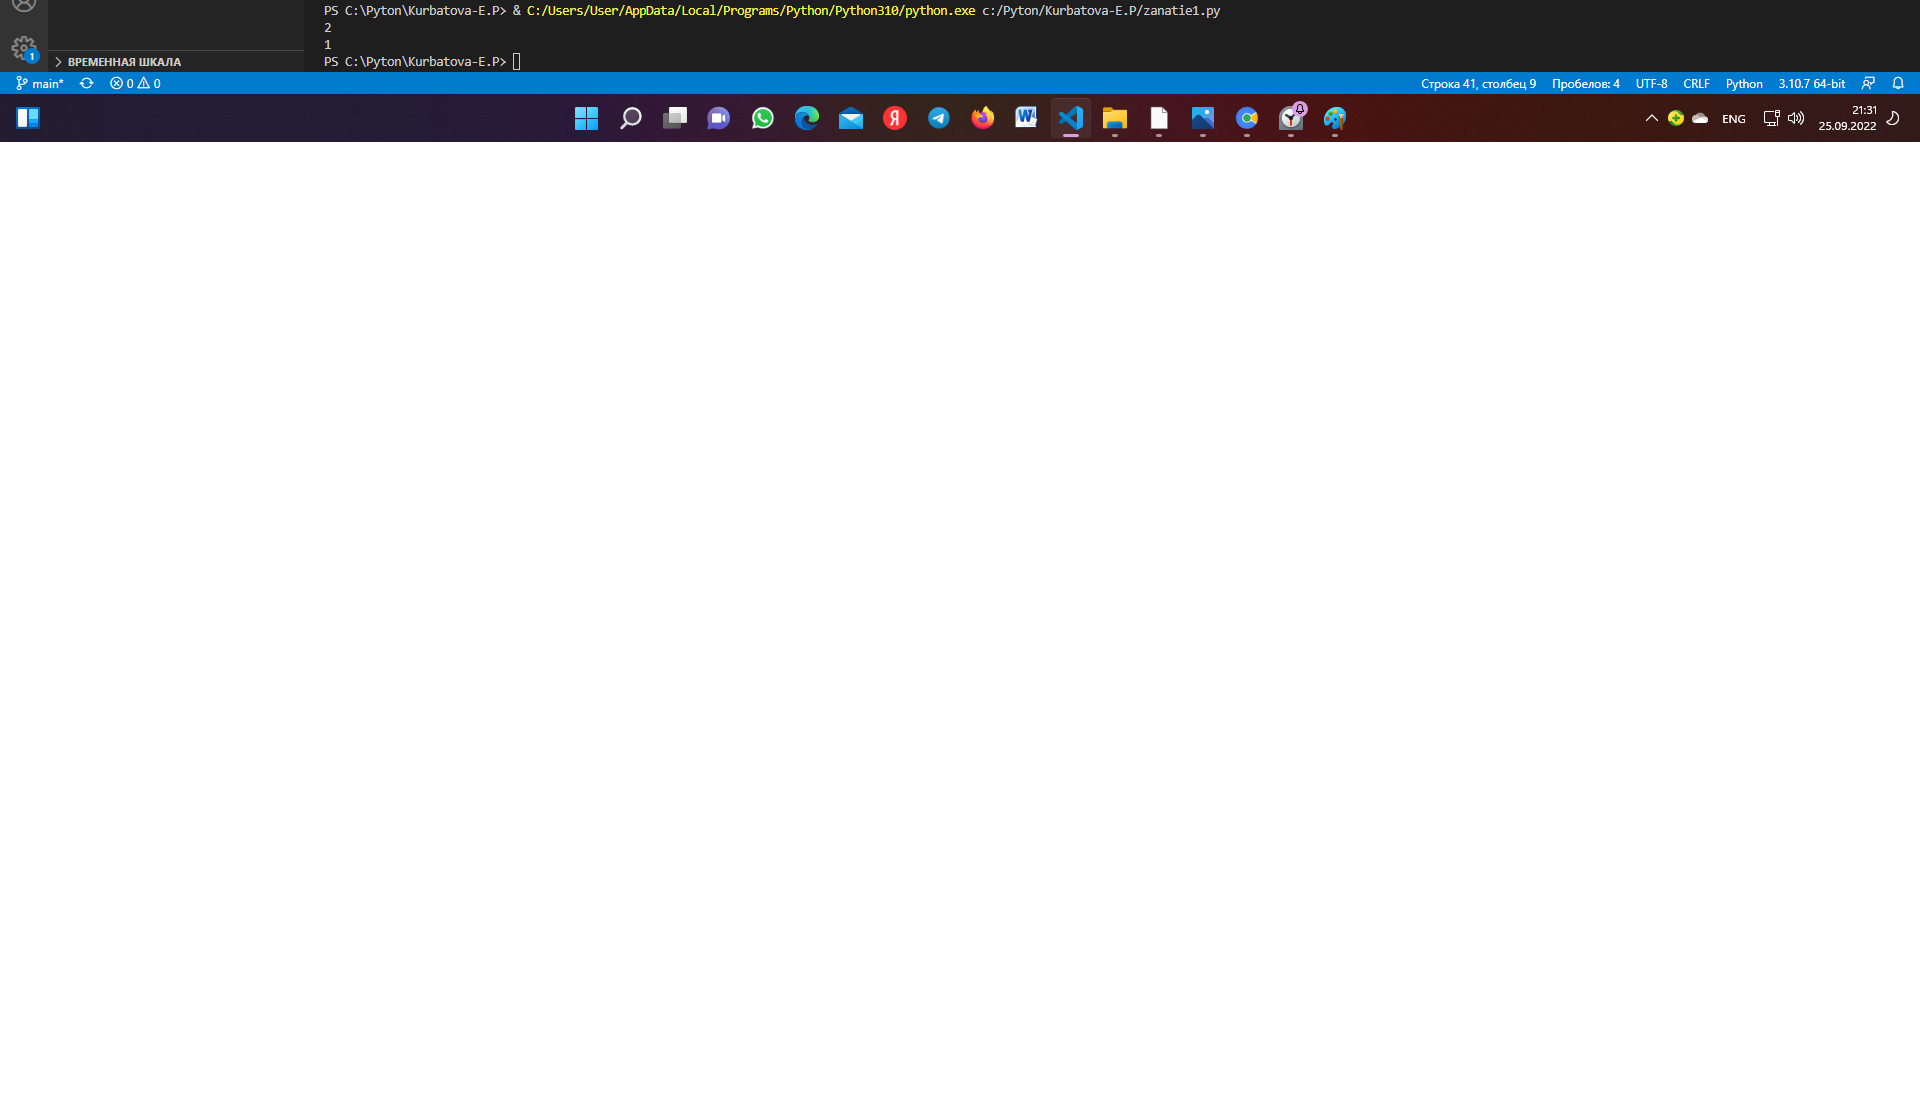 PS C:\Pyton\Kurbatova-E.P> & C:/Users/User/AppData/Local/Programs/Python/Python310/python.exe c:/Pyton/Kurbatova-E.P/zanatie1.py
2
1
PS C:\Pyton\Kurbatova-E.P>
1
ВРЕМЕННАЯ ШКАЛА
main* 0 0 Строка 41, столбец 9 Пробелов: 4 UTF-8 CRLF Python 3.10.7 64-bit
Я W ENG 21:31
25.09.2022